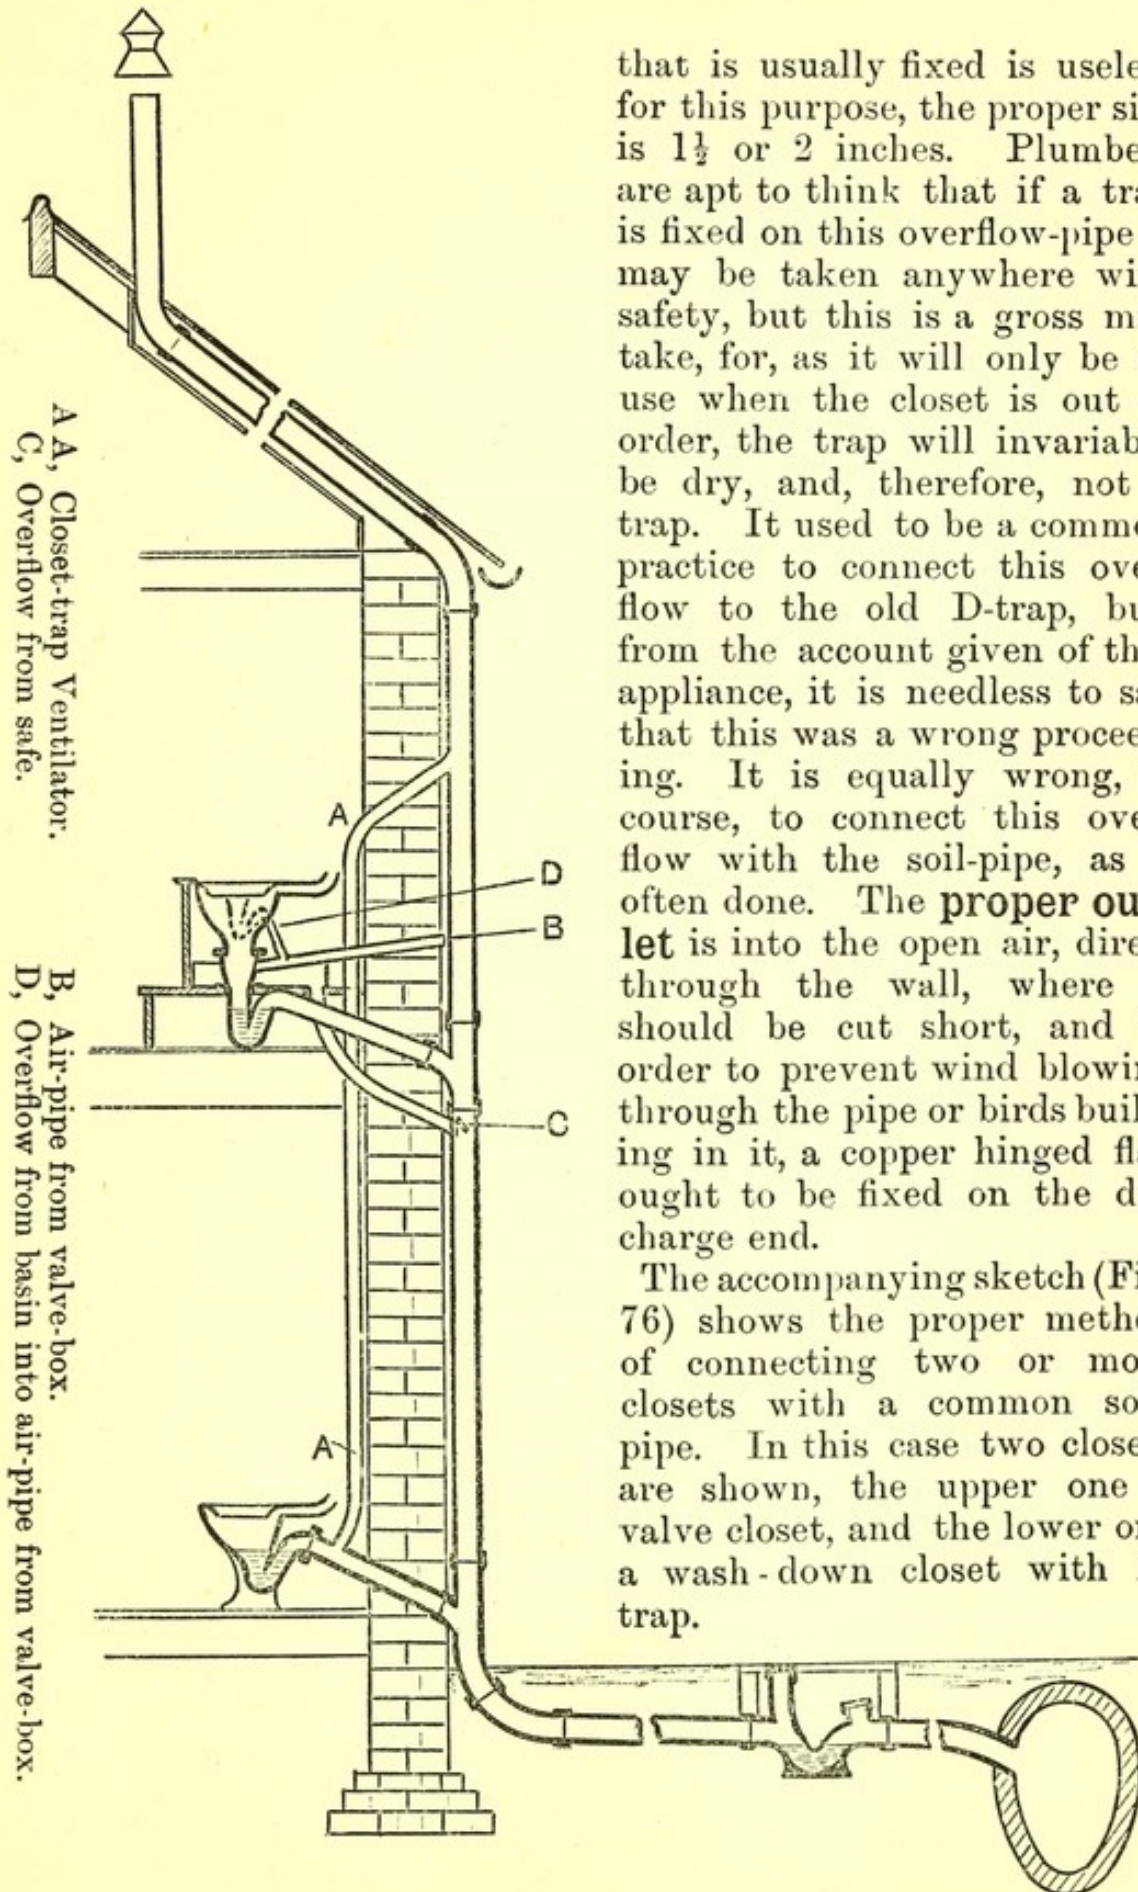 that is usually fixed is usele
for this purpose, the proper si
is 1½ or 2 inches. Plumbe
are apt to think that if a tra
is fixed on this overflow-pipe
may be taken anywhere wi
safety, but this is a gross m
take, for, as it will only be
use when the closet is out
order, the trap will invariab
be dry, and, therefore, not
trap. It used to be a commo
practice to connect this ove
flow to the old D-trap, bu
from the account given of th
appliance, it is needless to sa
that this was a wrong procee
ing. It is equally wrong,
course, to connect this ove
flow with the soil-pipe, as
often done. The proper ou
let is into the open air, dire
through the wall, where
should be cut short, and
order to prevent wind blowi
through the pipe or birds buil
ing in it, a copper hinged fl
ought to be fixed on the d
charge end.
The accompanying sketch (Fi
76) shows the proper meth
of connecting two or mo
closets with a common so
pipe. In this case two close
are shown, the upper one
valve closet, and the lower o
a wash-down closet with
trap.
A
D
B
C
A
A A, Closet-trap Ventilator.
C, Overflow from safe.
B, Air-pipe from valve-box.
D, Overflow from basin into air-pipe from valve-box.